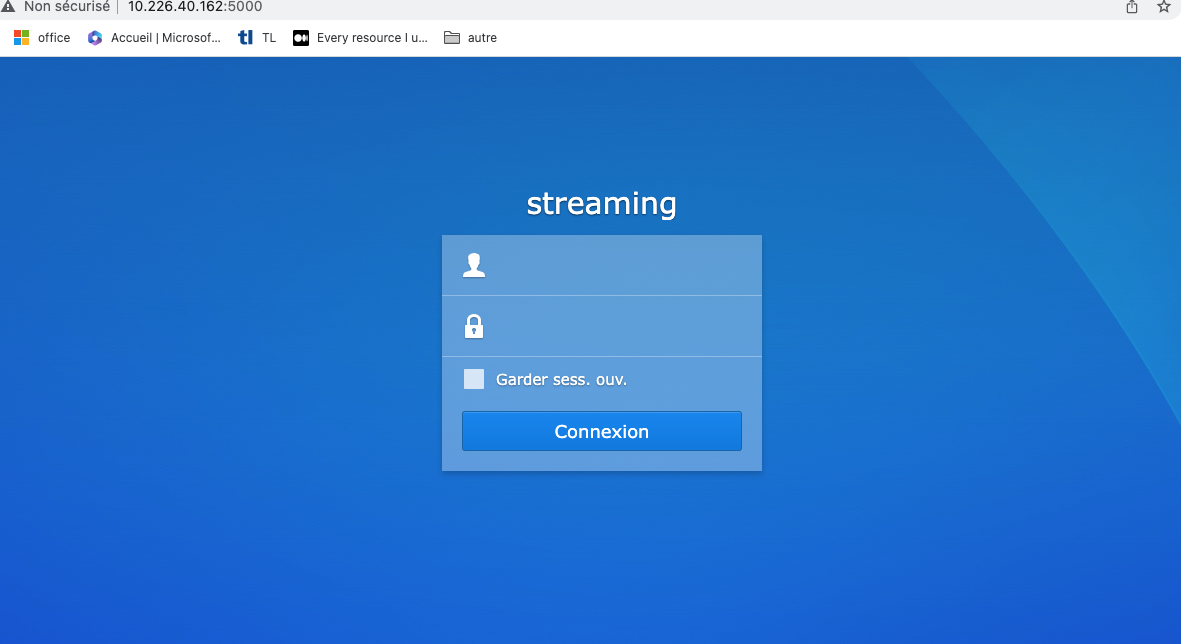 Non sécurisé 10.226.40.162:5000
office Accueil | Microsof... tl TL Every resource I u... autre
streaming
Garder sess. ouv.
Connexion